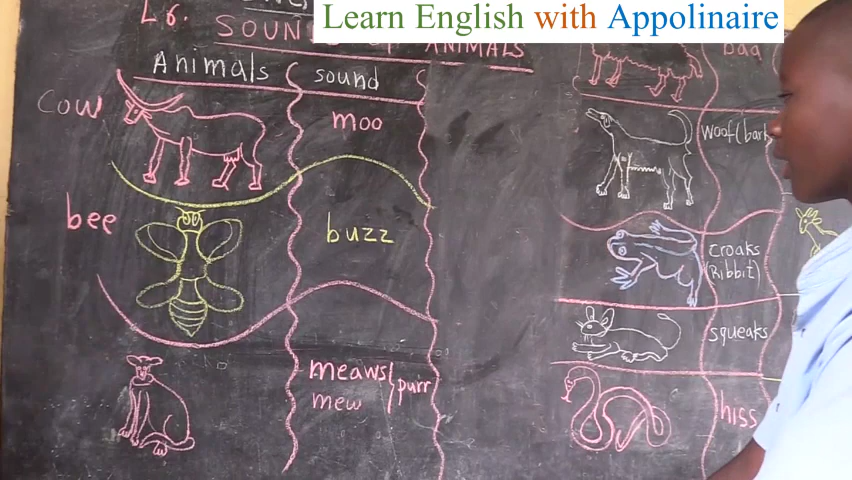 Learn English with Appolinaire
L6.
SOUN
ANIMALS
Animals
sound
cow
moo
bee
buzz
meaws
mew
purr
baa
woof(bark
croaks
(Ribbit)
squeaks
hiss